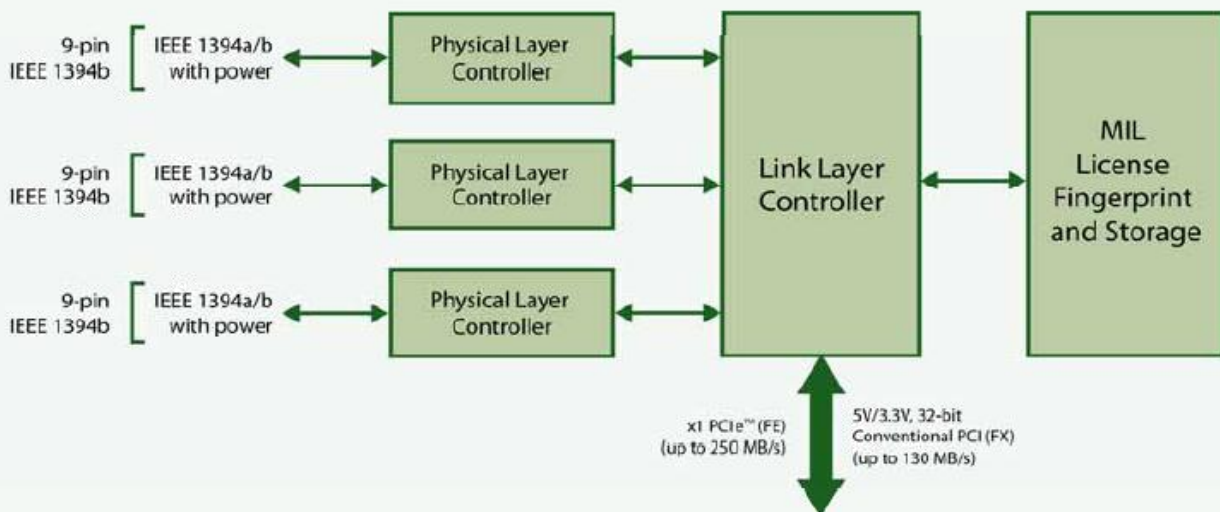 9-pin
IEEE 1394b
IEEE 1394a/b
with power
Physical Layer
Controller
9-pin
IEEE 1394b
IEEE 1394a/b
with power
Physical Layer
Controller
9-pin
IEEE 1394b
IEEE 1394a/b
with power
Physical Layer
Controller
Link Layer
Controller
MIL
License
Fingerprint
and Storage
x1 PCIe™ (FE)
(up to 250 MB/s)
5V/3.3V, 32-bit
Conventional PCI (FX)
(up to 130 MB/s)